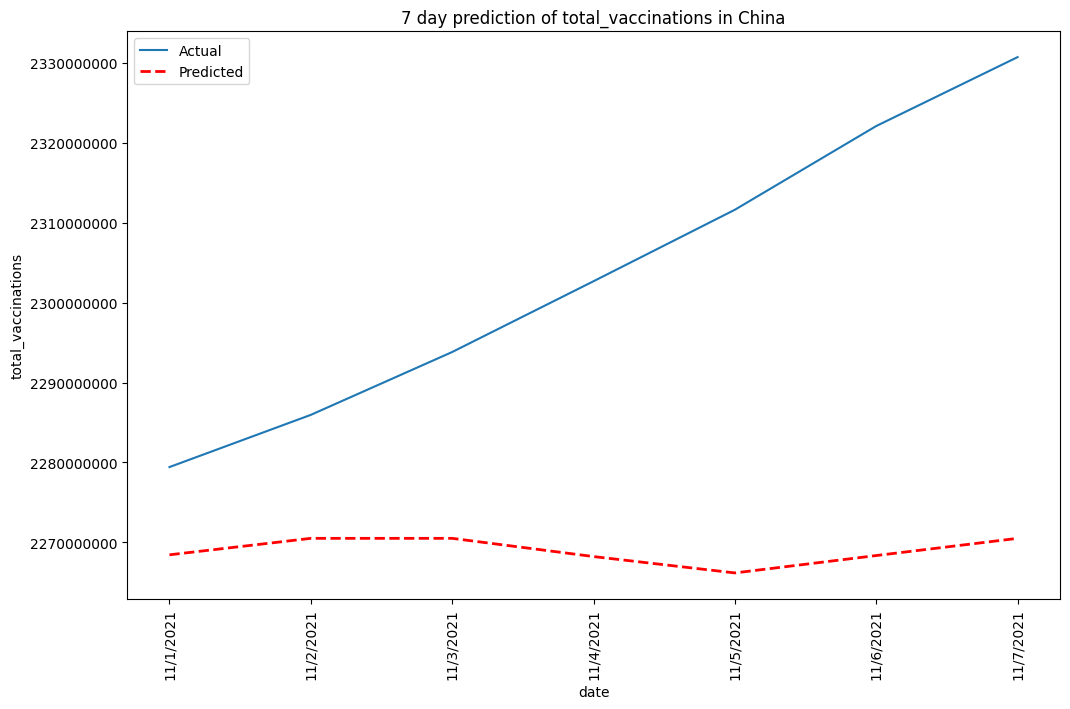 7 day prediction of total_vaccinations in China
Actual
Predicted
2330000000
2320000000
2310000000
2300000000
2290000000
2280000000
2270000000
total_vaccinations
11/1/2021
11/2/2021
11/3/2021
11/4/2021
11/5/2021
11/6/2021
11/7/2021
date